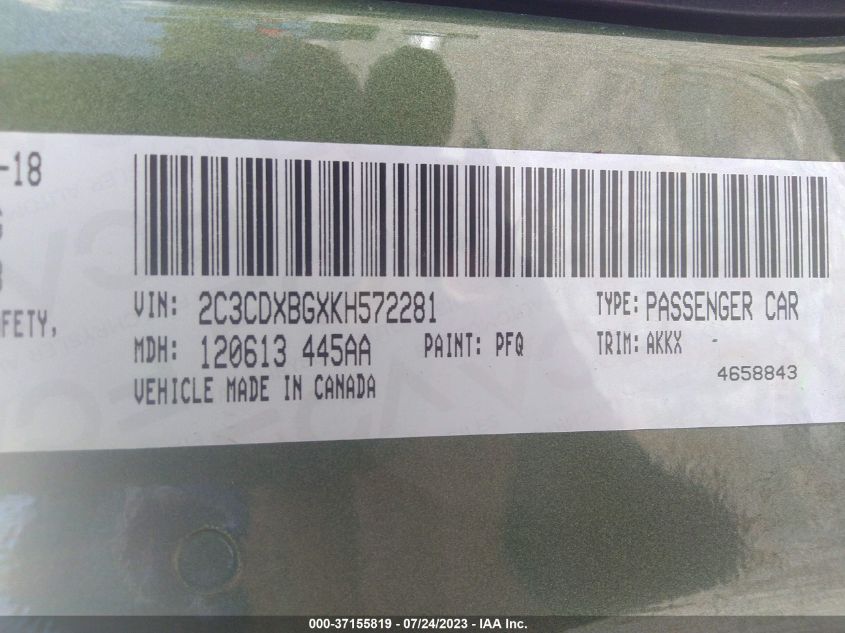 -18
VIN: 2C3CDXBGXKH572281 TYPE: PASSENGER CAR
FETY,
MDH: 120613 445AA PAINT: PFQ TRIM: AKKX -
4658843
VEHICLE MADE IN CANADA
000-37155819 / 07/24/2023 - IAA Inc.